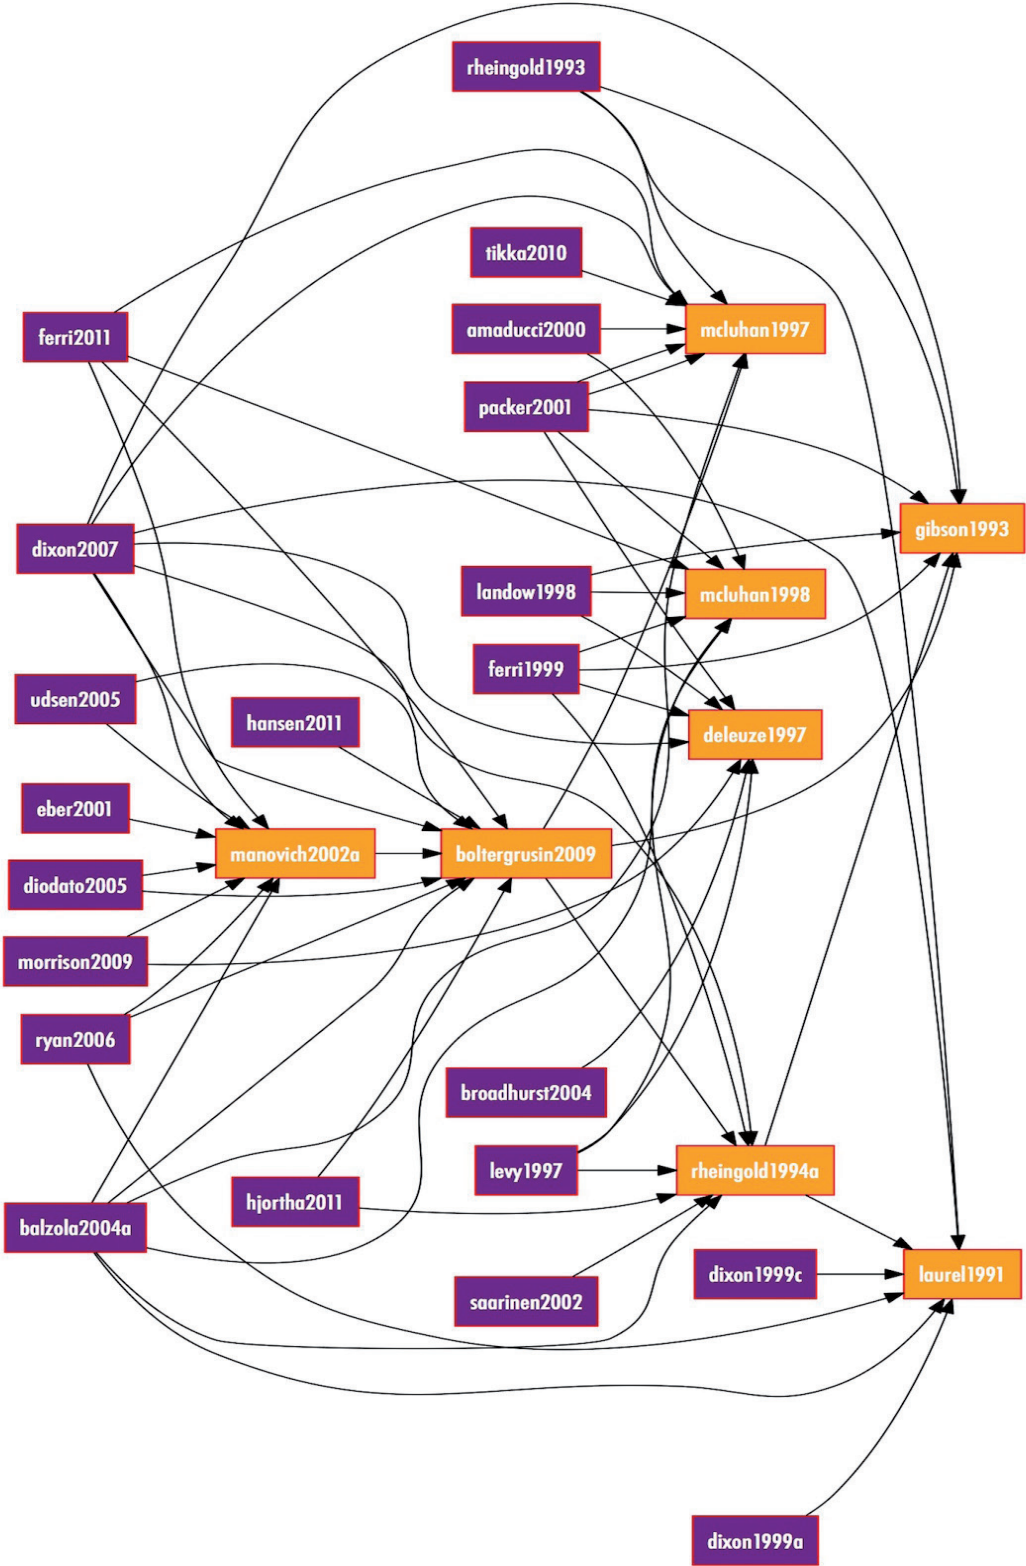 rheingold1993
tikka2010
ferri2011
amaducci2000
mcluhan1997
packer2001
gibson1993
dixon2007
landow1998
mcluhan1998
ferri1999
udsen2005
hansen2011
deleuze1997
eber2001
manovich2002a
boltergrusin2009
diodato2005
morrison2009
ryan2006
broadhurst2004
levy1997
rheingold1994a
hjortha2011
balzola2004a
dixon1999c
laurel1991
saarinen2002
dixon1999a